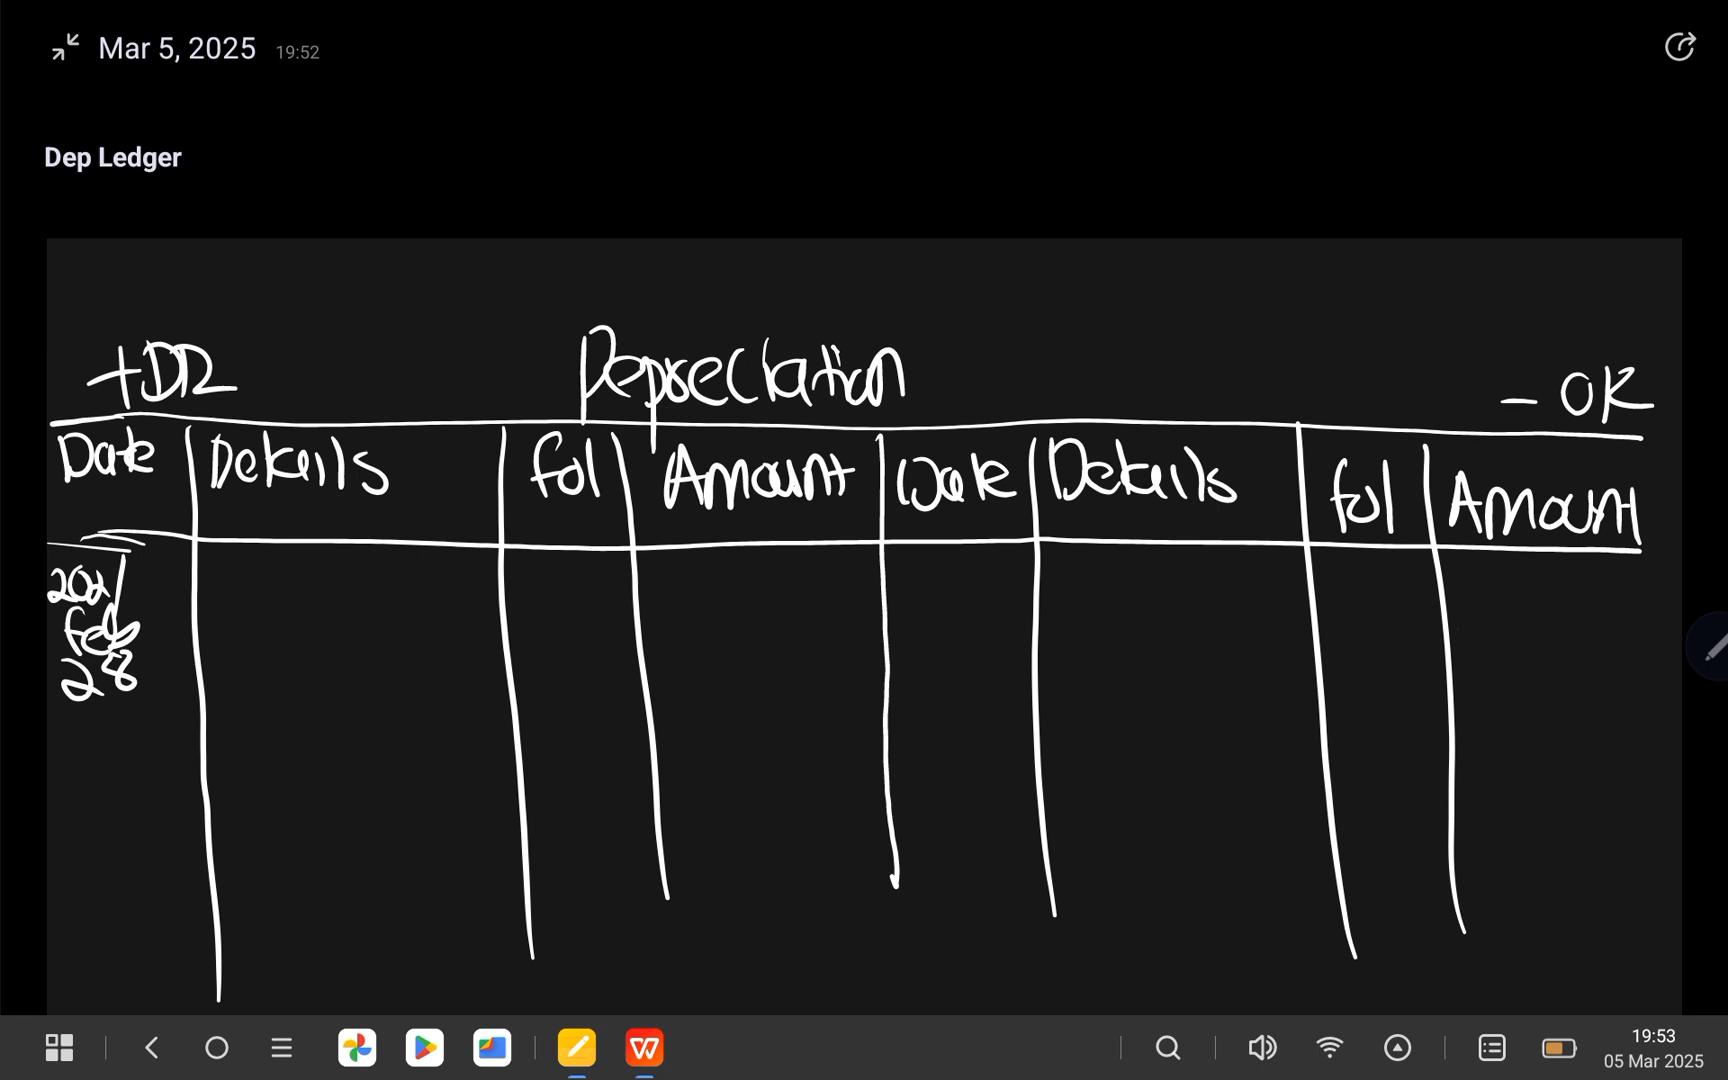 Mar 5, 2025 19:52
Dep Ledger
+DR Depreciation - CR
Date Details fol Amount Date Details fol Amount
202
Feb
28
19:53
05 Mar 2025